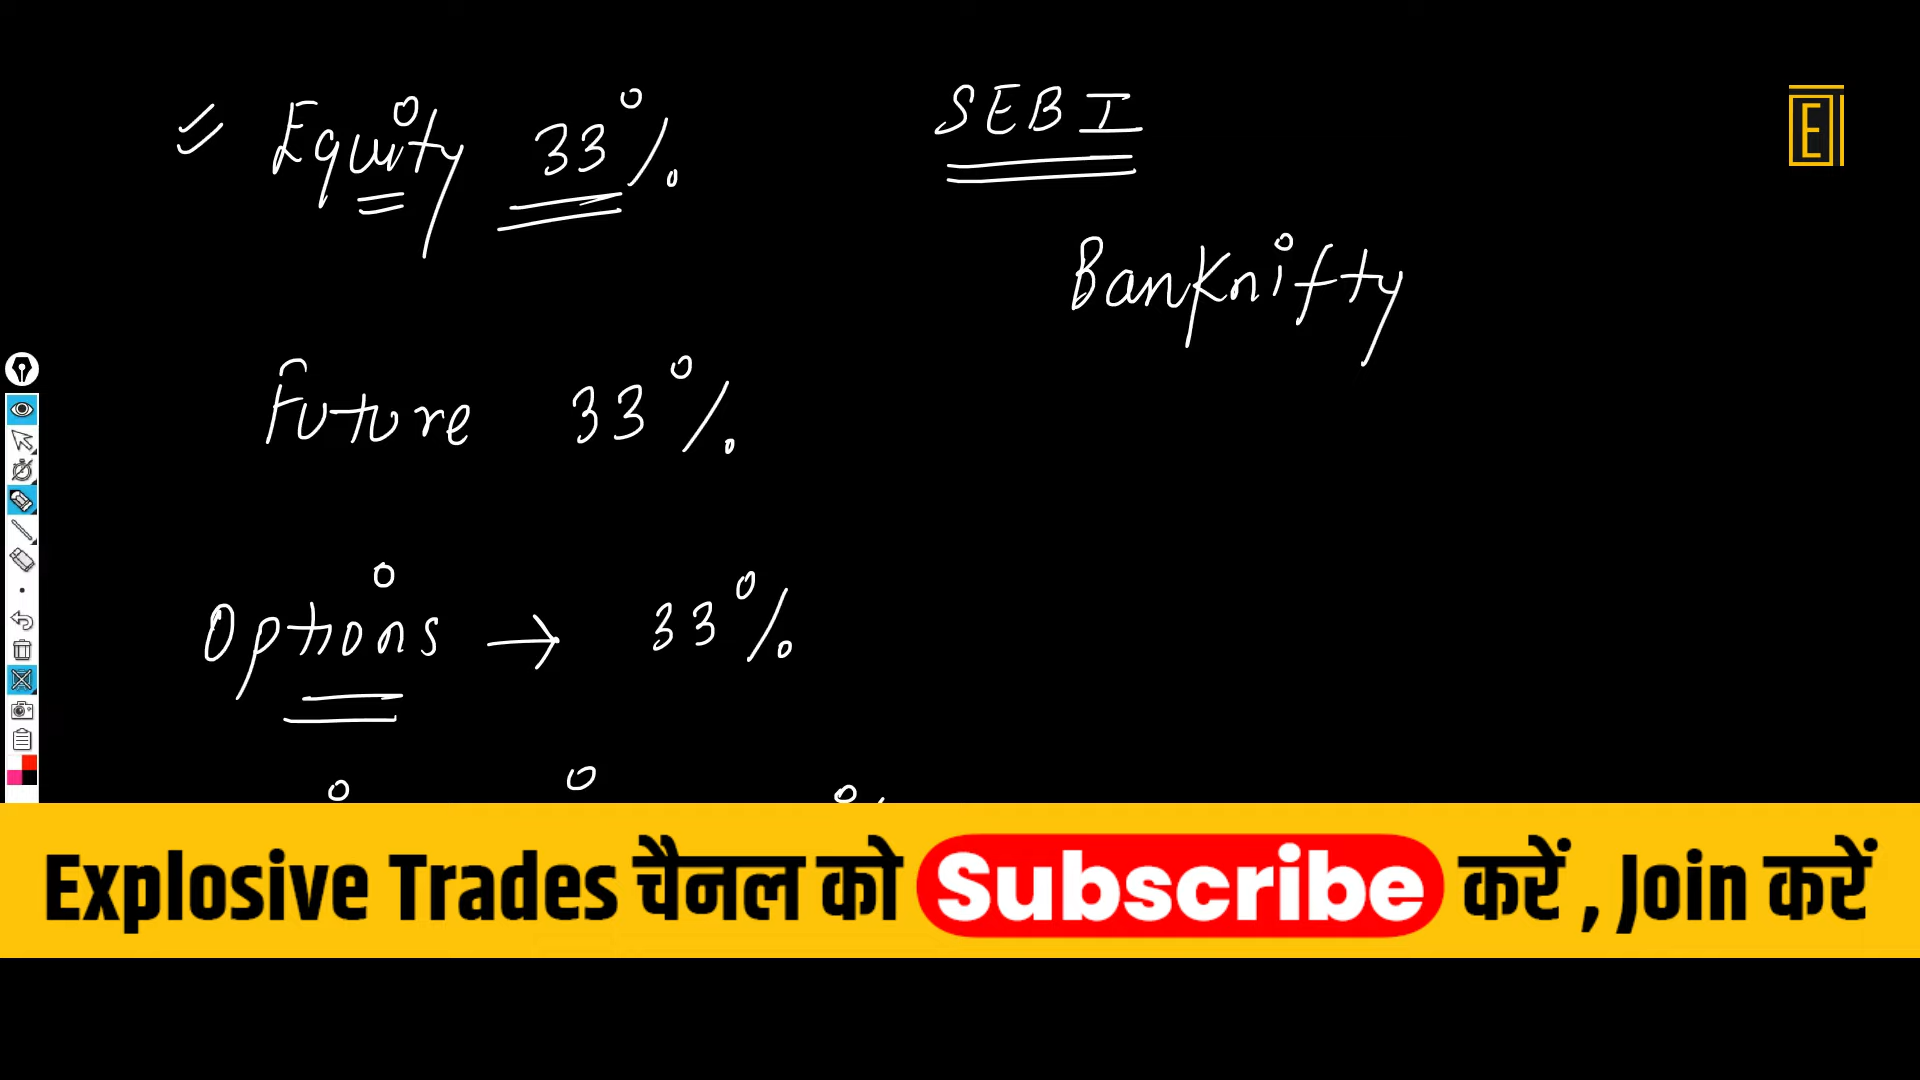 Equity 33%
SEBI
Banknifty
Future 33%
Options → 33%
Explosive Trades चैनल को Subscribe करें , Join करें